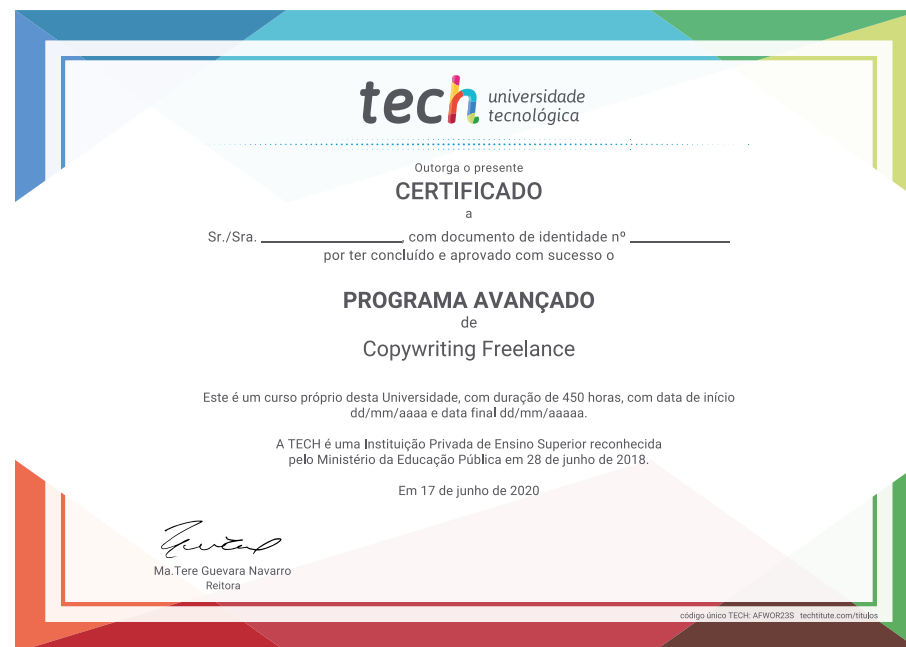 tech universidade
tecnológica
Outorga o presente
CERTIFICADO
a
Sr./Sra. ____________________, com documento de identidade nº ______________
por ter concluído e aprovado com sucesso o
PROGRAMA AVANÇADO
de
Copywriting Freelance
Este é um curso próprio desta Universidade, com duração de 450 horas, com data de início
dd/mm/aaaa e data final dd/mm/aaaaa.
A TECH é uma Instituição Privada de Ensino Superior reconhecida
pelo Ministério da Educação Pública em 28 de junho de 2018.
Em 17 de junho de 2020
Ma.Tere Guevara Navarro
Reitora
código único TECH: AFWOR23S techtitute.com/titulos